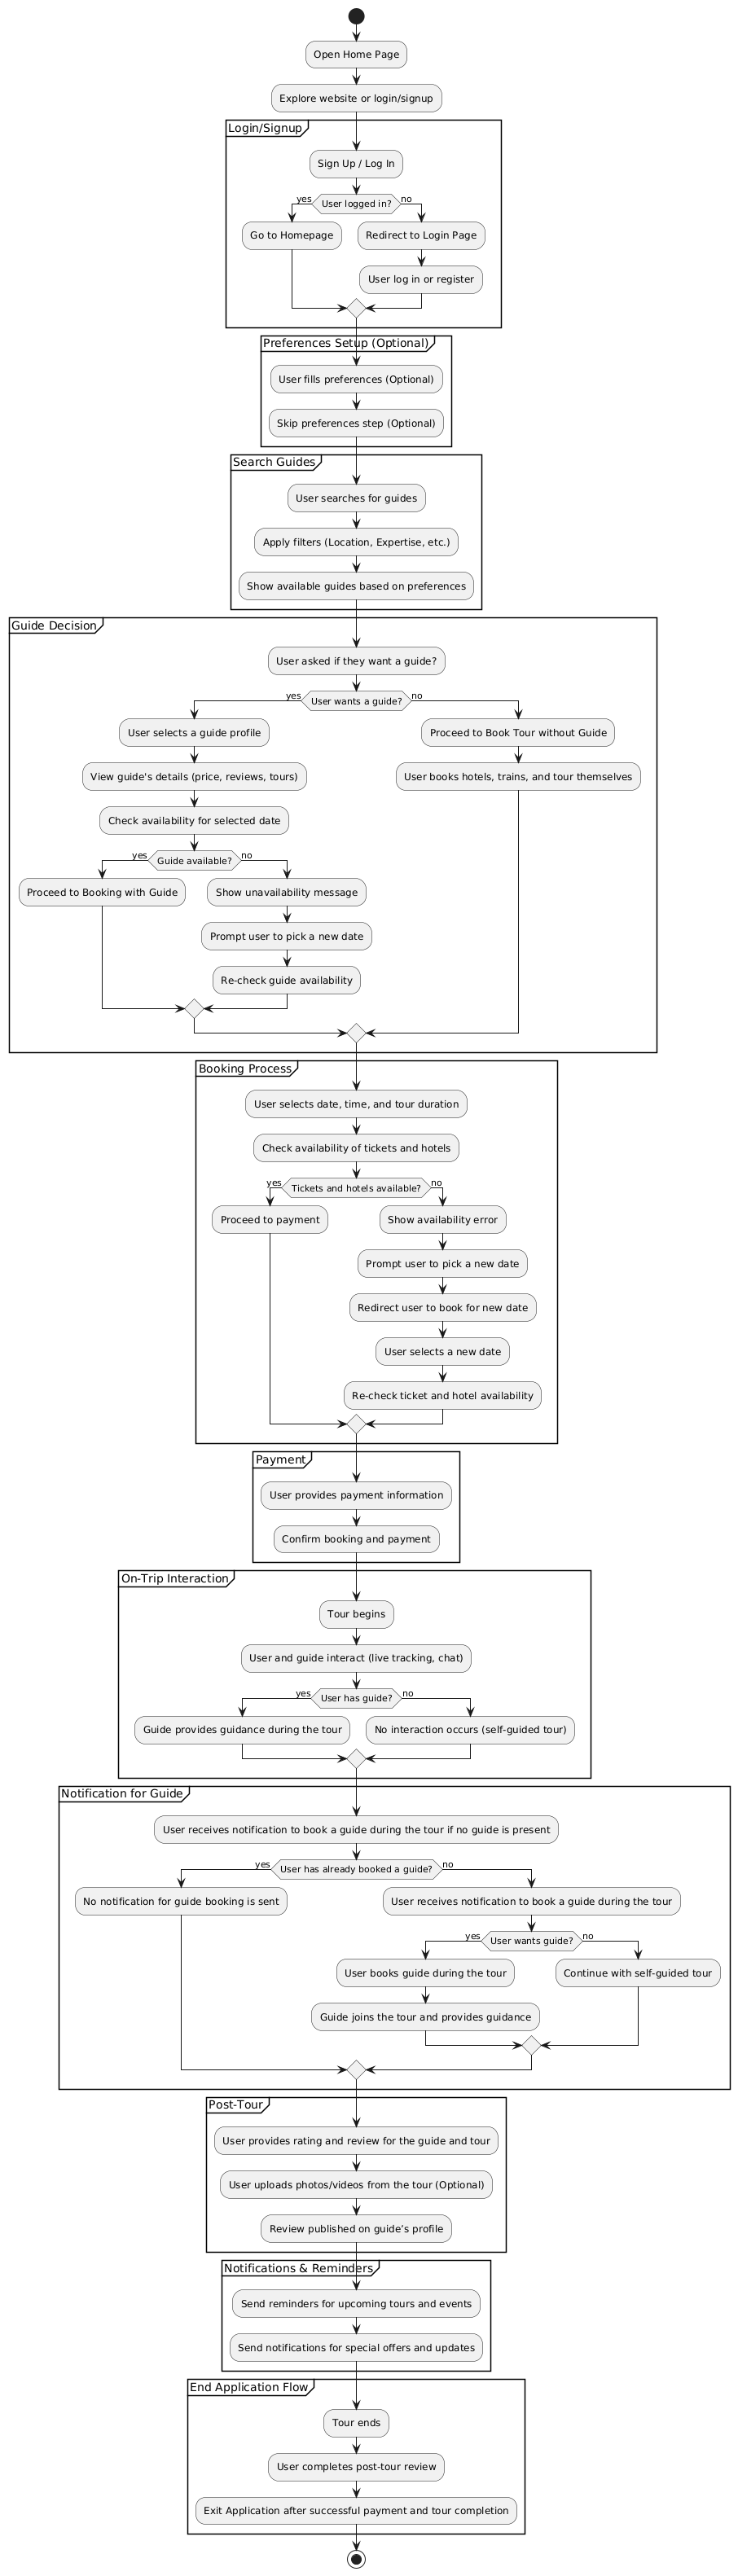 Open Home Page
Explore website or login/signup
Login/Signup
Sign Up / Log In
yes
User logged in?
no
Go to Homepage
Redirect to Login Page
User log in or register
Preferences Setup (Optional)
User fills preferences (Optional)
Skip preferences step (Optional)
Search Guides
User searches for guides
Apply filters (Location, Expertise, etc.)
Show available guides based on preferences
Guide Decision
User asked if they want a guide?
yes
User wants a guide?
no
User selects a guide profile
Proceed to Book Tour without Guide
View guide's details (price, reviews, tours)
User books hotels, trains, and tour themselves
Check availability for selected date
yes
Guide available?
no
Proceed to Booking with Guide
Show unavailability message
Prompt user to pick a new date
Re-check guide availability
Booking Process
User selects date, time, and tour duration
Check availability of tickets and hotels
yes
Tickets and hotels available?
no
Proceed to payment
Show availability error
Prompt user to pick a new date
Redirect user to book for new date
User selects a new date
Re-check ticket and hotel availability
Payment
User provides payment information
Confirm booking and payment
On-Trip Interaction
Tour begins
User and guide interact (live tracking, chat)
yes
User has guide?
no
Guide provides guidance during the tour
No interaction occurs (self-guided tour)
Notification for Guide
User receives notification to book a guide during the tour if no guide is present
yes
User has already booked a guide?
no
No notification for guide booking is sent
User receives notification to book a guide during the tour
yes
User wants guide?
no
User books guide during the tour
Continue with self-guided tour
Guide joins the tour and provides guidance
Post-Tour
User provides rating and review for the guide and tour
User uploads photos/videos from the tour (Optional)
Review published on guide’s profile
Notifications & Reminders
Send reminders for upcoming tours and events
Send notifications for special offers and updates
End Application Flow
Tour ends
User completes post-tour review
Exit Application after successful payment and tour completion